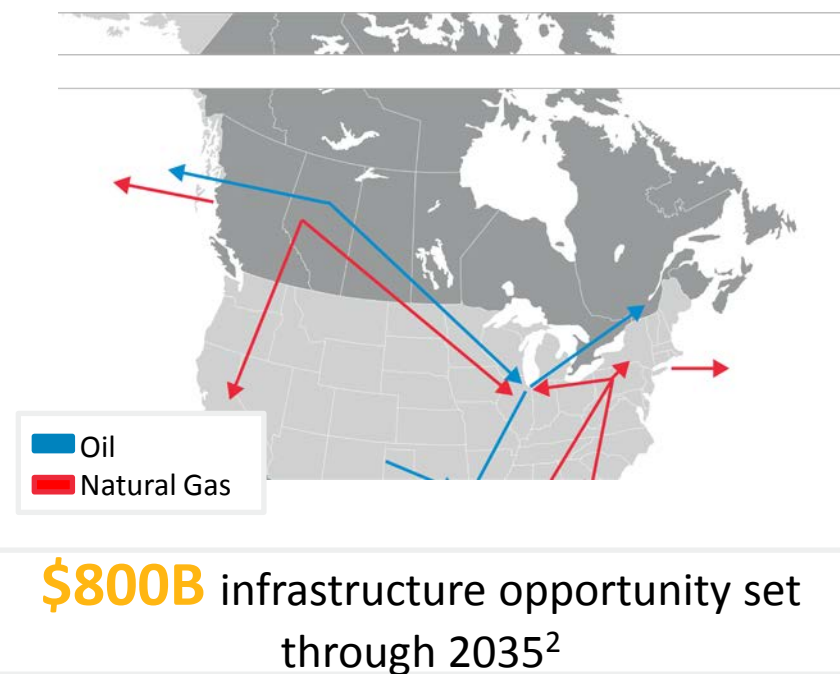 Oil
Natural Gas
$800B infrastructure opportunity set
through 2035²